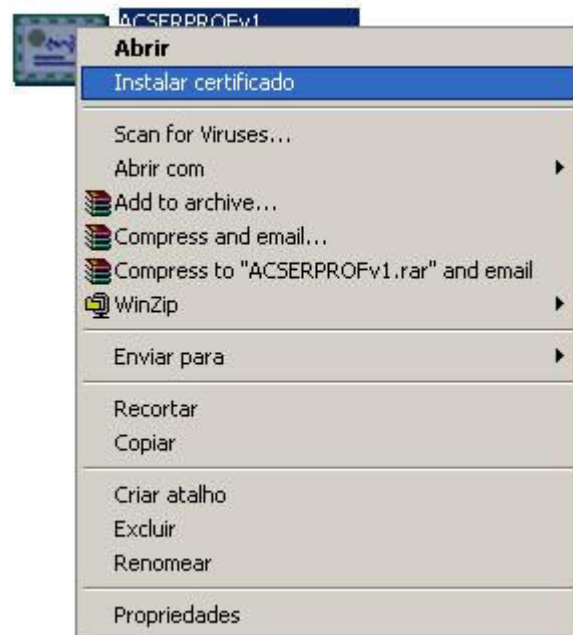 ACSERPROFv1
Abrir
Instalar certificado
Scan for Viruses...
Abrir com
Add to archive...
Compress and email...
Compress to "ACSERPROFv1.rar" and email
WinZip
Enviar para
Recortar
Copiar
Criar atalho
Excluir
Renomear
Propriedades